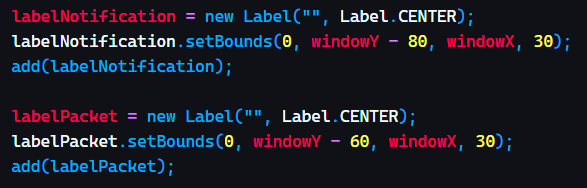 labelNotification = new Label("", Label.CENTER);
labelNotification.setBounds(0, windowY - 80, windowX, 30);
add(labelNotification);
labelPacket = new Label("", Label.CENTER);
labelPacket.setBounds(0, windowY - 60, windowX, 30);
add(labelPacket);